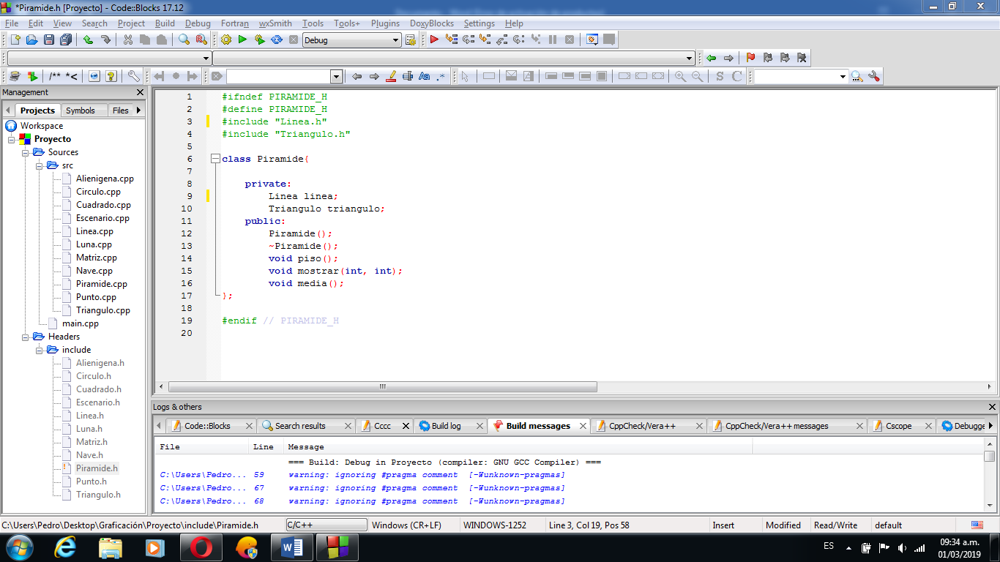 *Piramide.h [Proyecto] - Code::Blocks 17.12
File Edit View Search Project Build Debug Fortran wxSmith Tools Tools+ Plugins DoxyBlocks Settings Help
Debug
/** *<
Aa .*
S C
Management
Projects Symbols Files
Workspace
Proyecto
Sources
src
Alienigena.cpp
Circulo.cpp
Cuadrado.cpp
Escenario.cpp
Linea.cpp
Luna.cpp
Matriz.cpp
Nave.cpp
Piramide.cpp
Punto.cpp
Triangulo.cpp
main.cpp
Headers
include
Alienigena.h
Circulo.h
Cuadrado.h
Escenario.h
Linea.h
Luna.h
Matriz.h
Nave.h
Piramide.h
Punto.h
Triangulo.h
1 #ifndef PIRAMIDE_H
2 #define PIRAMIDE_H
3 #include "Linea.h"
4 #include "Triangulo.h"
5
6 class Piramide{
7
8 private:
9 Linea linea;
10 Triangulo triangulo;
11 public:
12 Piramide();
13 ~Piramide();
14 void piso();
15 void mostrar(int, int);
16 void media();
17 };
18
19 #endif // PIRAMIDE_H
20
Logs & others
Code::Blocks Search results Cccc Build log Build messages CppCheck/Vera++ CppCheck/Vera++ messages Cscope Debugge
File Line Message
=== Build: Debug in Proyecto (compiler: GNU GCC Compiler) ===
C:\Users\Pedro... 59 warning: ignoring #pragma comment [-Wunknown-pragmas]
C:\Users\Pedro... 67 warning: ignoring #pragma comment [-Wunknown-pragmas]
C:\Users\Pedro... 68 warning: ignoring #pragma comment [-Wunknown-pragmas]
C:\Users\Pedro\Desktop\Graficación\Proyecto\include\Piramide.h C/C++ Windows (CR+LF) WINDOWS-1252 Line 3, Col 19, Pos 58 Insert Modified Read/Write default
ES
09:34 a.m.
01/03/2019